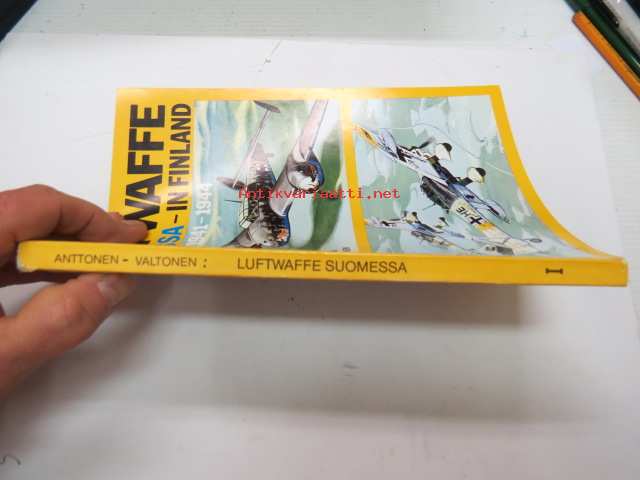 WAFFE
SA – IN FINLAND
1941 - 1944
Antikvariaatti.net
ANTTONEN - VALTONEN : LUFTWAFFE SUOMESSA I